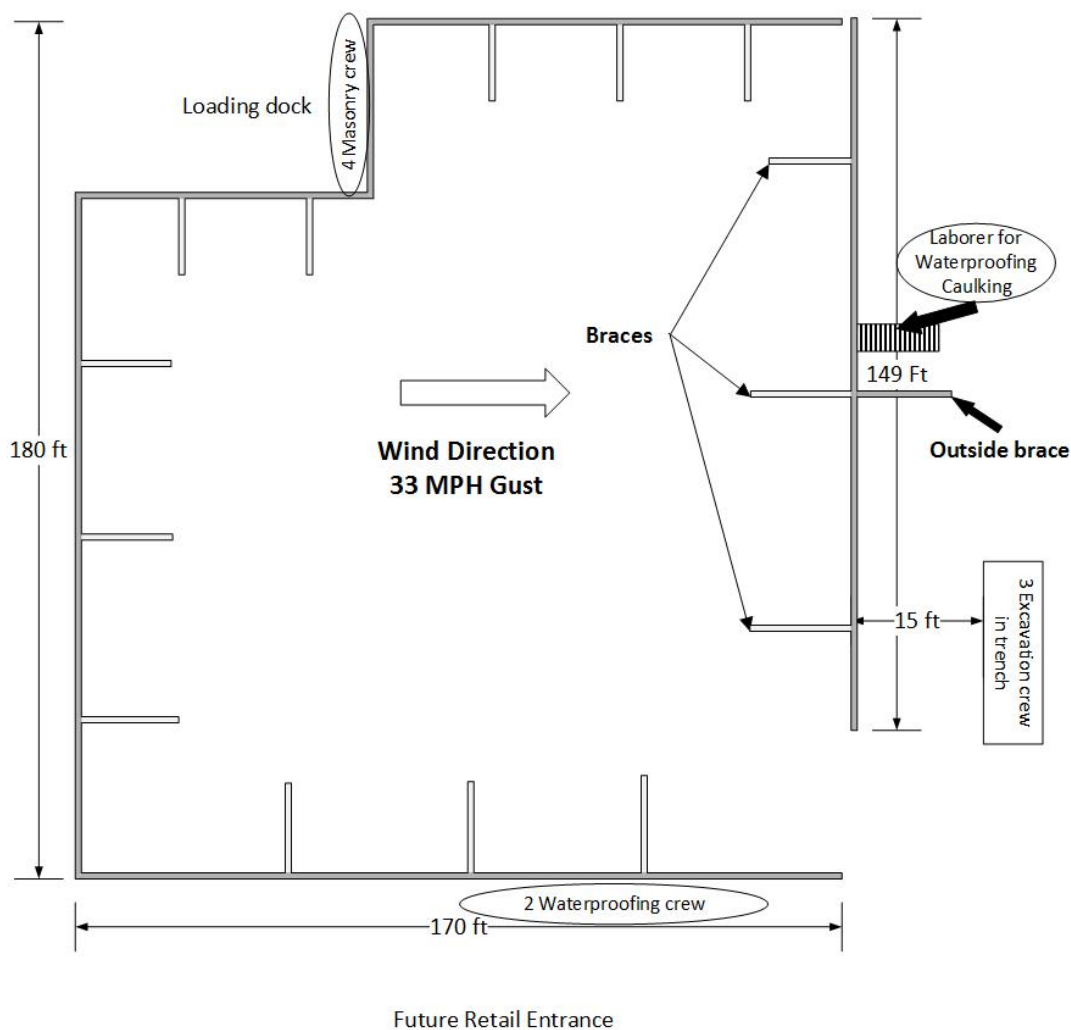 4 Masonry crew
Loading dock
Laborer for
Waterproofing
Caulking
Braces
149 Ft
180 ft
Wind Direction
33 MPH Gust
Outside brace
3 Excavation crew
in trench
15 ft
2 Waterproofing crew
170 ft
Future Retail Entrance